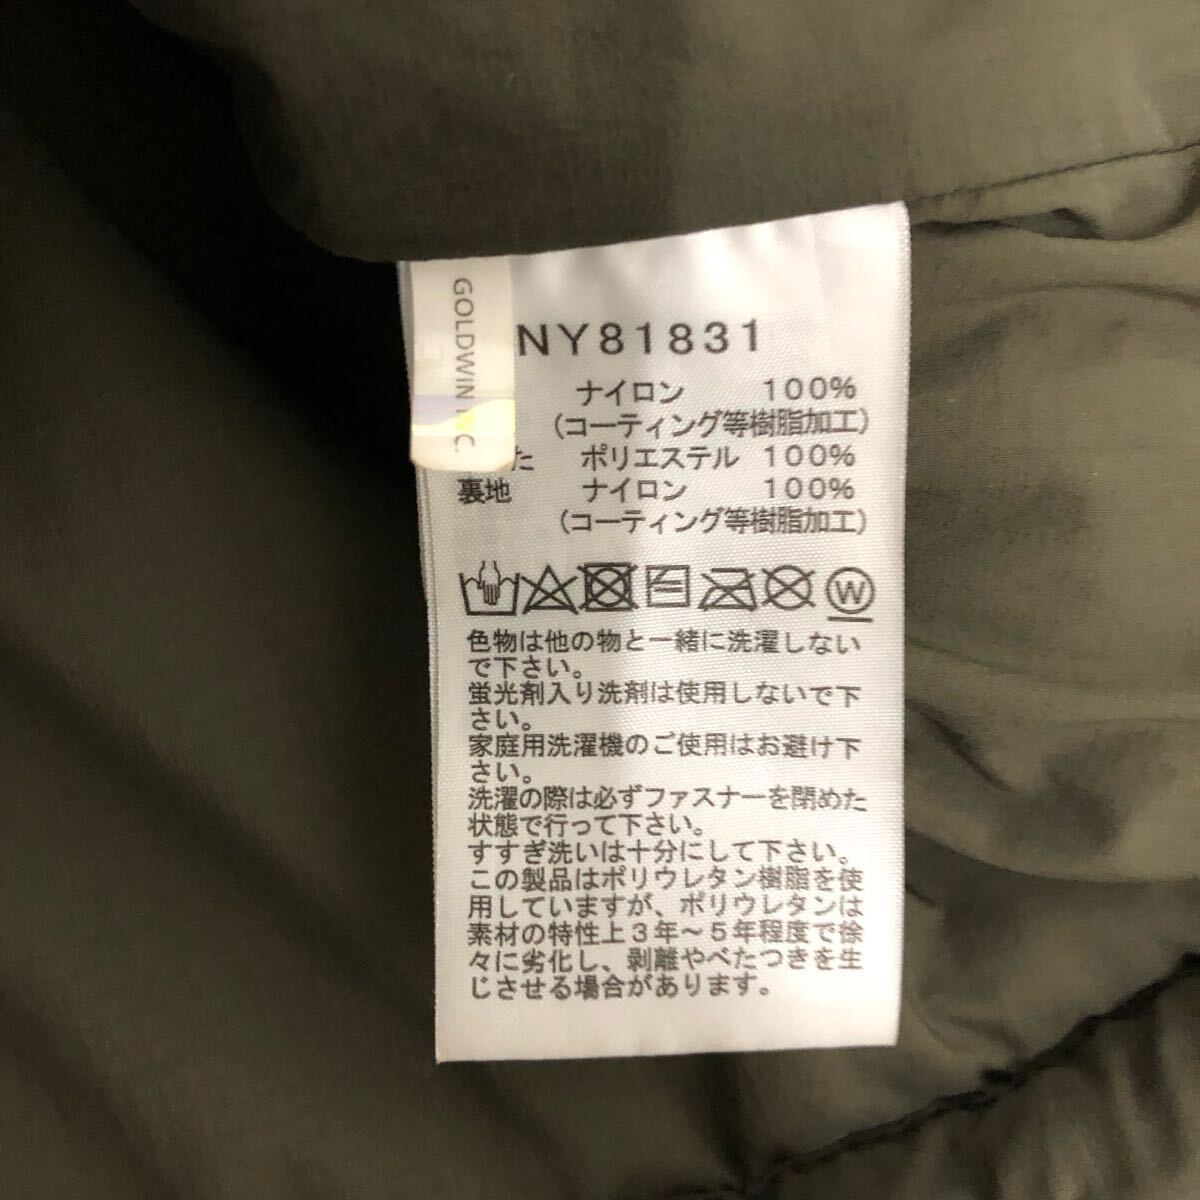 GOLDWIN INC.
NY81831
ナイロン 100%
(コーティング等樹脂加工)
た ポリエステル 100%
裏地 ナイロン 100%
(コーティング等樹脂加工)
W
色物は他の物と一緒に洗濯しない
で下さい。
蛍光剤入り洗剤は使用しないで下
さい。
家庭用洗濯機のご使用はお避け下
さい。
洗濯の際は必ずファスナーを閉めた
状態で行って下さい。
すすぎ洗いは十分にして下さい。
この製品はポリウレタン樹脂を使
用していますが、ポリウレタンは
素材の特性上3年～5年程度で徐
々に劣化し、剥離やべたつきを生
じさせる場合があります。